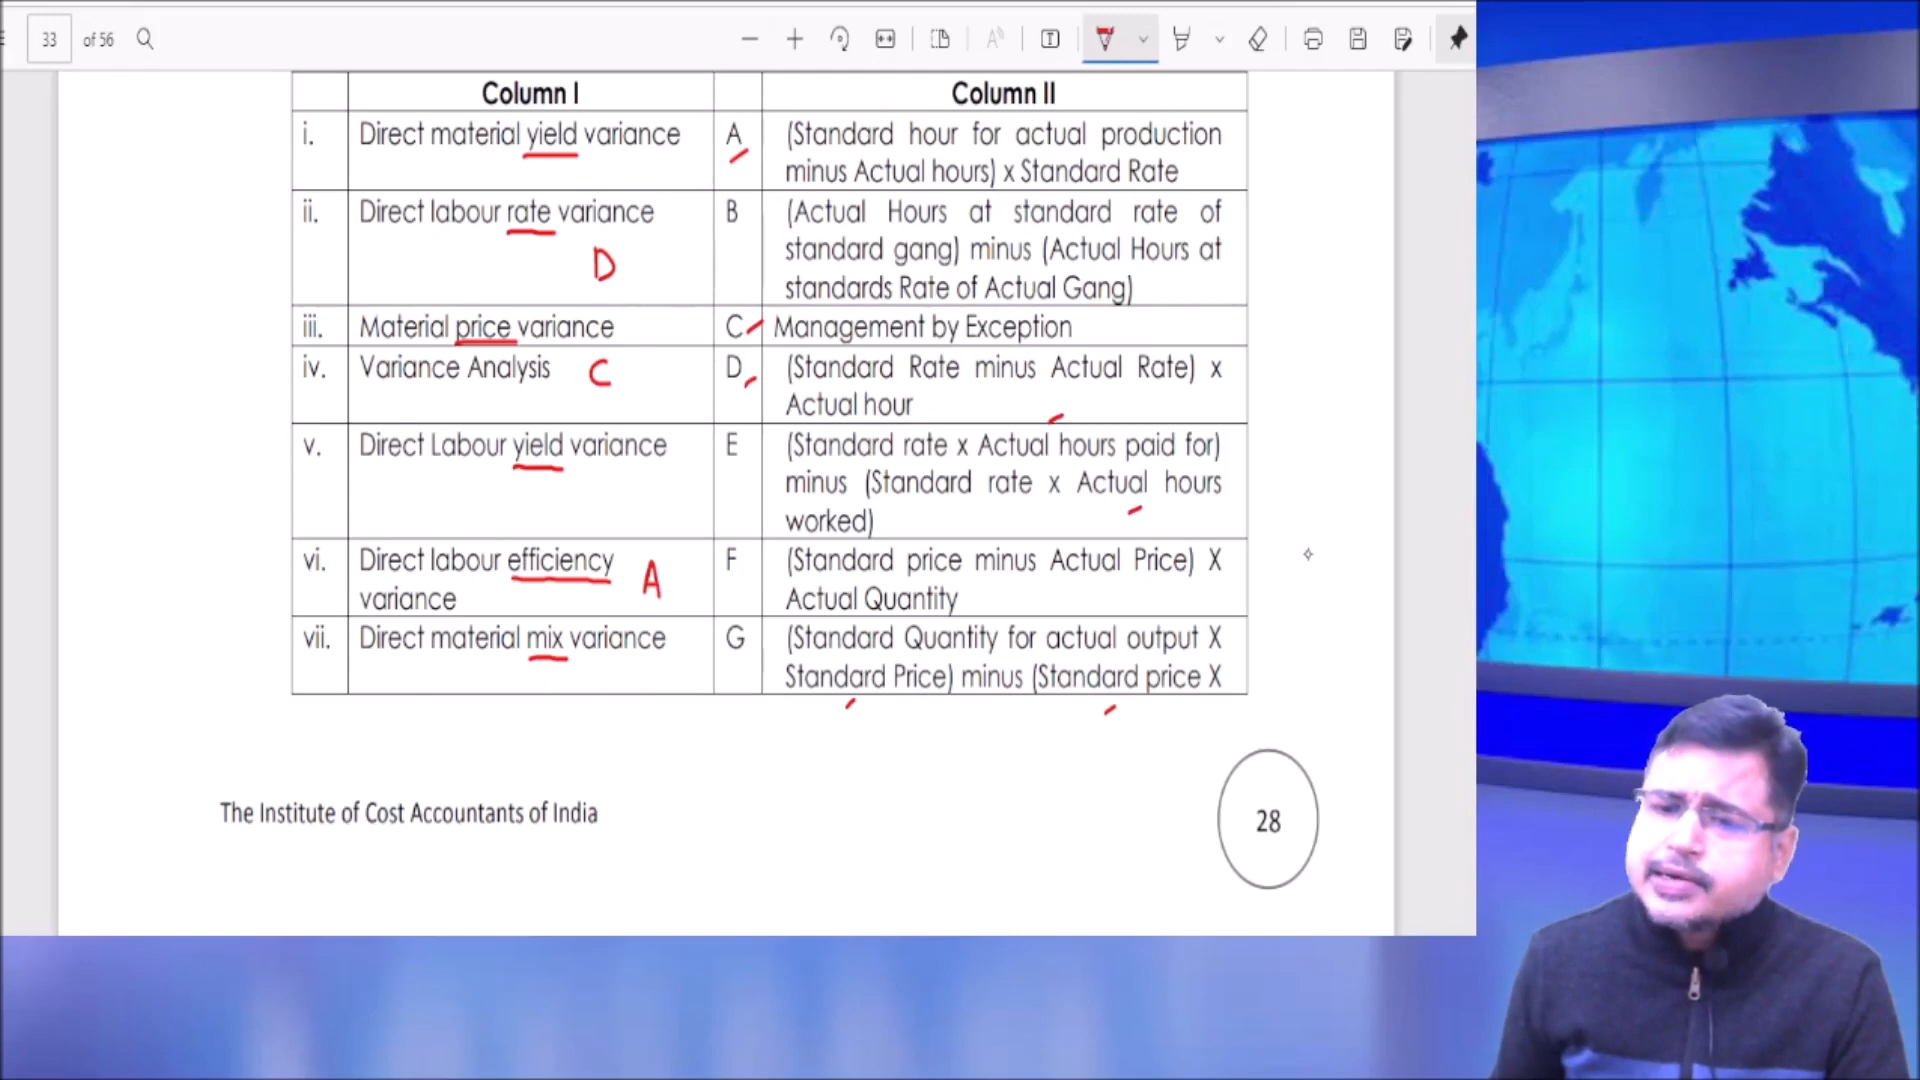 33 of 56
Column I Column II
i. Direct material yield variance A (Standard hour for actual production
minus Actual hours) x Standard Rate
ii. Direct labour rate variance B (Actual Hours at standard rate of
standard gang) minus (Actual Hours at
D
standards Rate of Actual Gang)
iii. Material price variance C Management by Exception
iv. Variance Analysis C D (Standard Rate minus Actual Rate) x
Actual hour
v. Direct Labour yield variance E (Standard rate x Actual hours paid for)
minus (Standard rate x Actual hours
worked)
vi. Direct labour efficiency F (Standard price minus Actual Price) X
variance A Actual Quantity
vii. Direct material mix variance G (Standard Quantity for actual output X
Standard Price) minus (Standard price X
The Institute of Cost Accountants of India
28